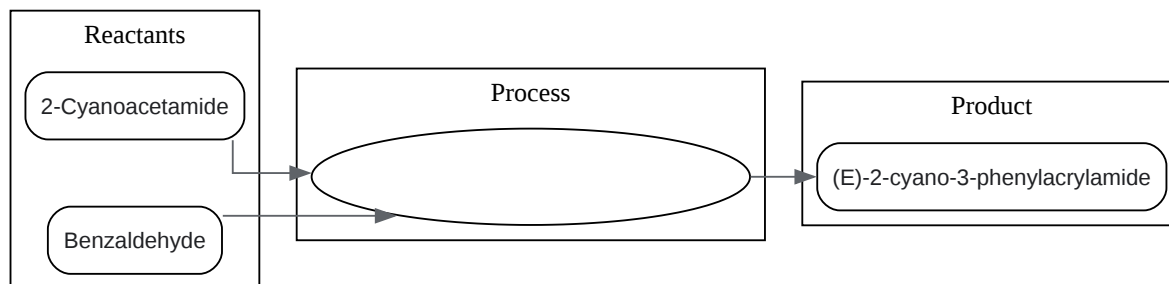 Reactants
2-Cyanoacetamide
Benzaldehyde
Process
Product
(E)-2-cyano-3-phenylacrylamide